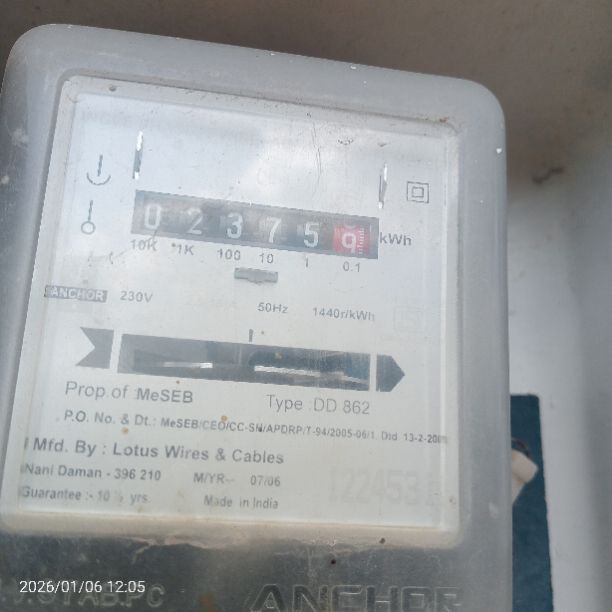 0 2 3 7 5 9 kWh
10K 1K 100 10 1 0.1
ANCHOR 230V 50Hz 1440r/kWh
Prop.of :MeSEB Type :DD 862
P.O. No. & Dt.: MeSEB/CEO/CC-SM/APDRP/T-94/2005-06/1 Dtd 13-2-
Mfd. By : Lotus Wires & Cables
Nani Daman - 396 210 M/YR-- 07/06
Guarantee :- 10 yrs. Made in India
2026/01/06 12:05
ANCHOR